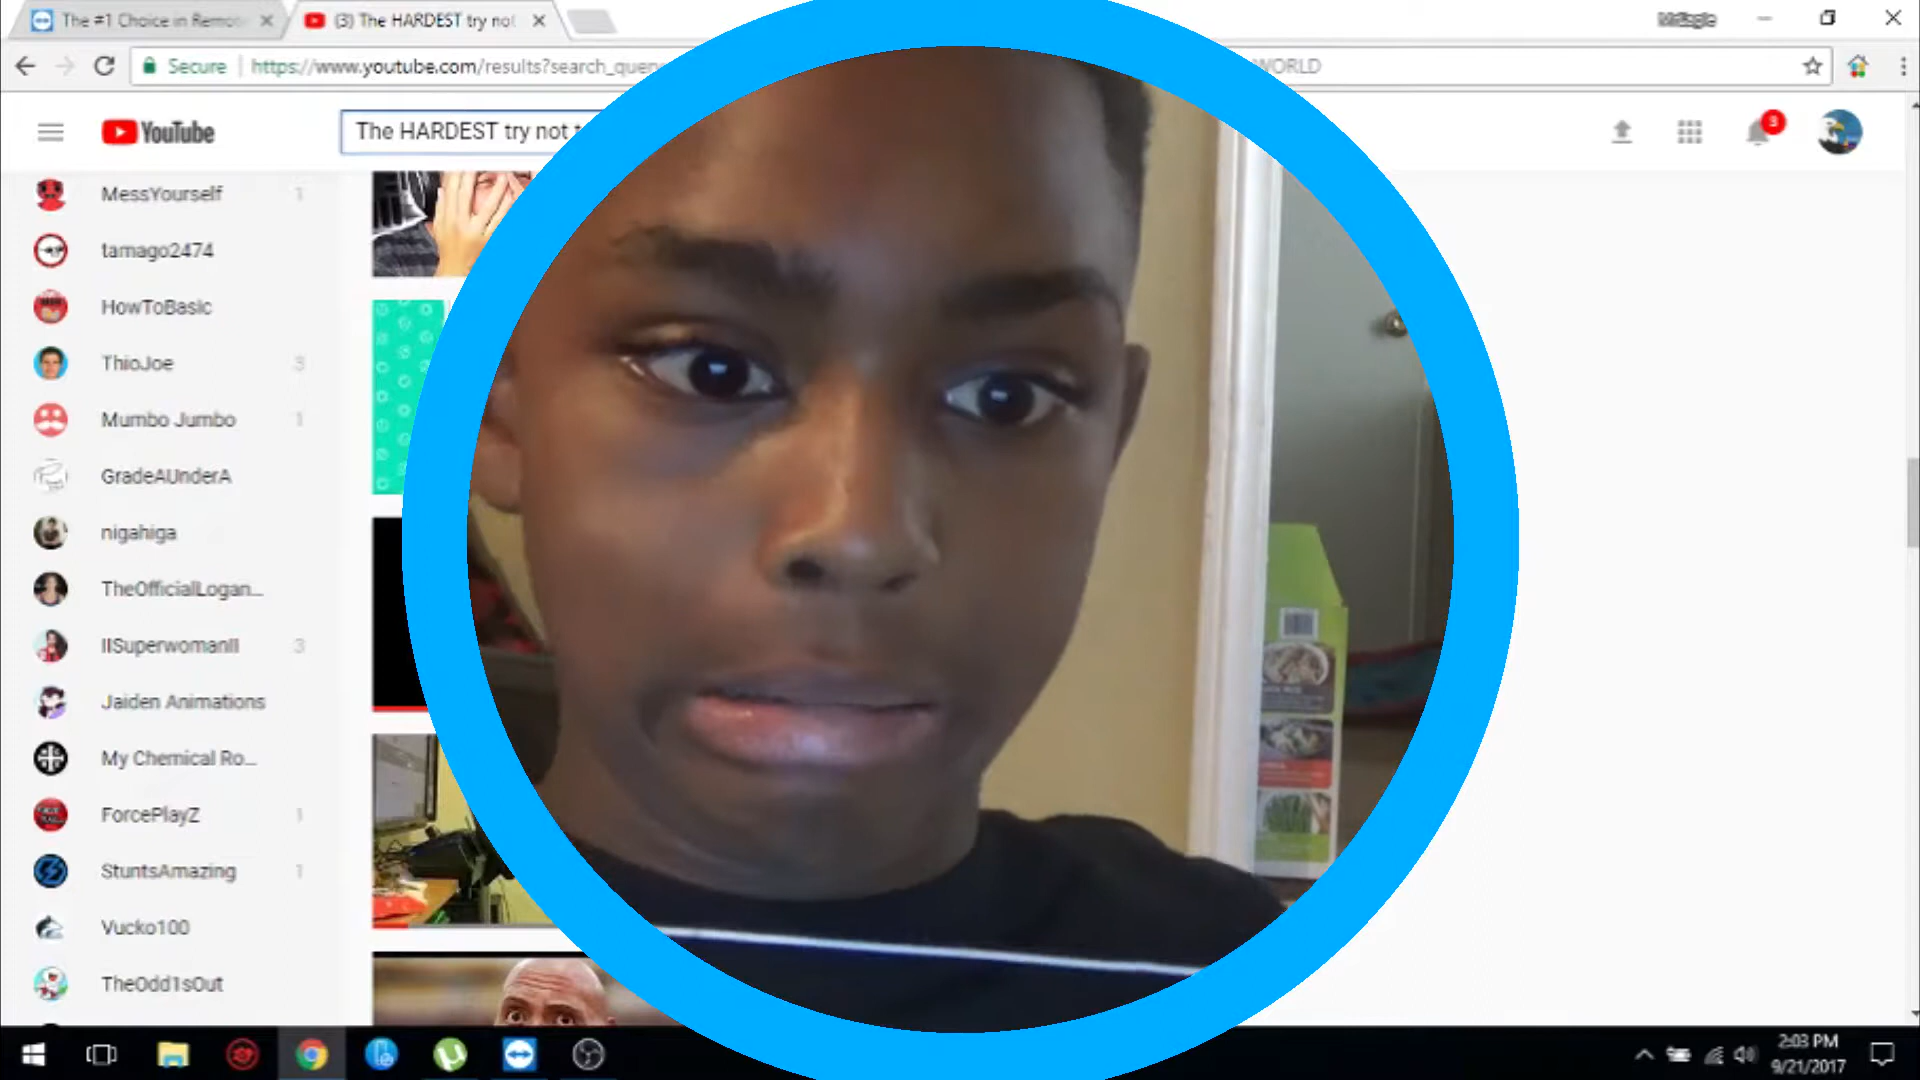 The #1 Choice in Remo
(3) The HARDEST try not
Secure
https://www.youtube.com/results?search_que
WORLD
YouTube
The HARDEST try not
3
MessYourself 1
tamago2474
HowToBasic
ThioJoe 3
Mumbo Jumbo 1
GradeAUnderA
nigahiga
TheOfficialLogan...
IISuperwomanII 3
Jaiden Animations
My Chemical Ro...
ForcePlayZ 1
StuntsAmazing 1
Vucko100
TheOdd1sOut
2:03 PM
9/21/2017